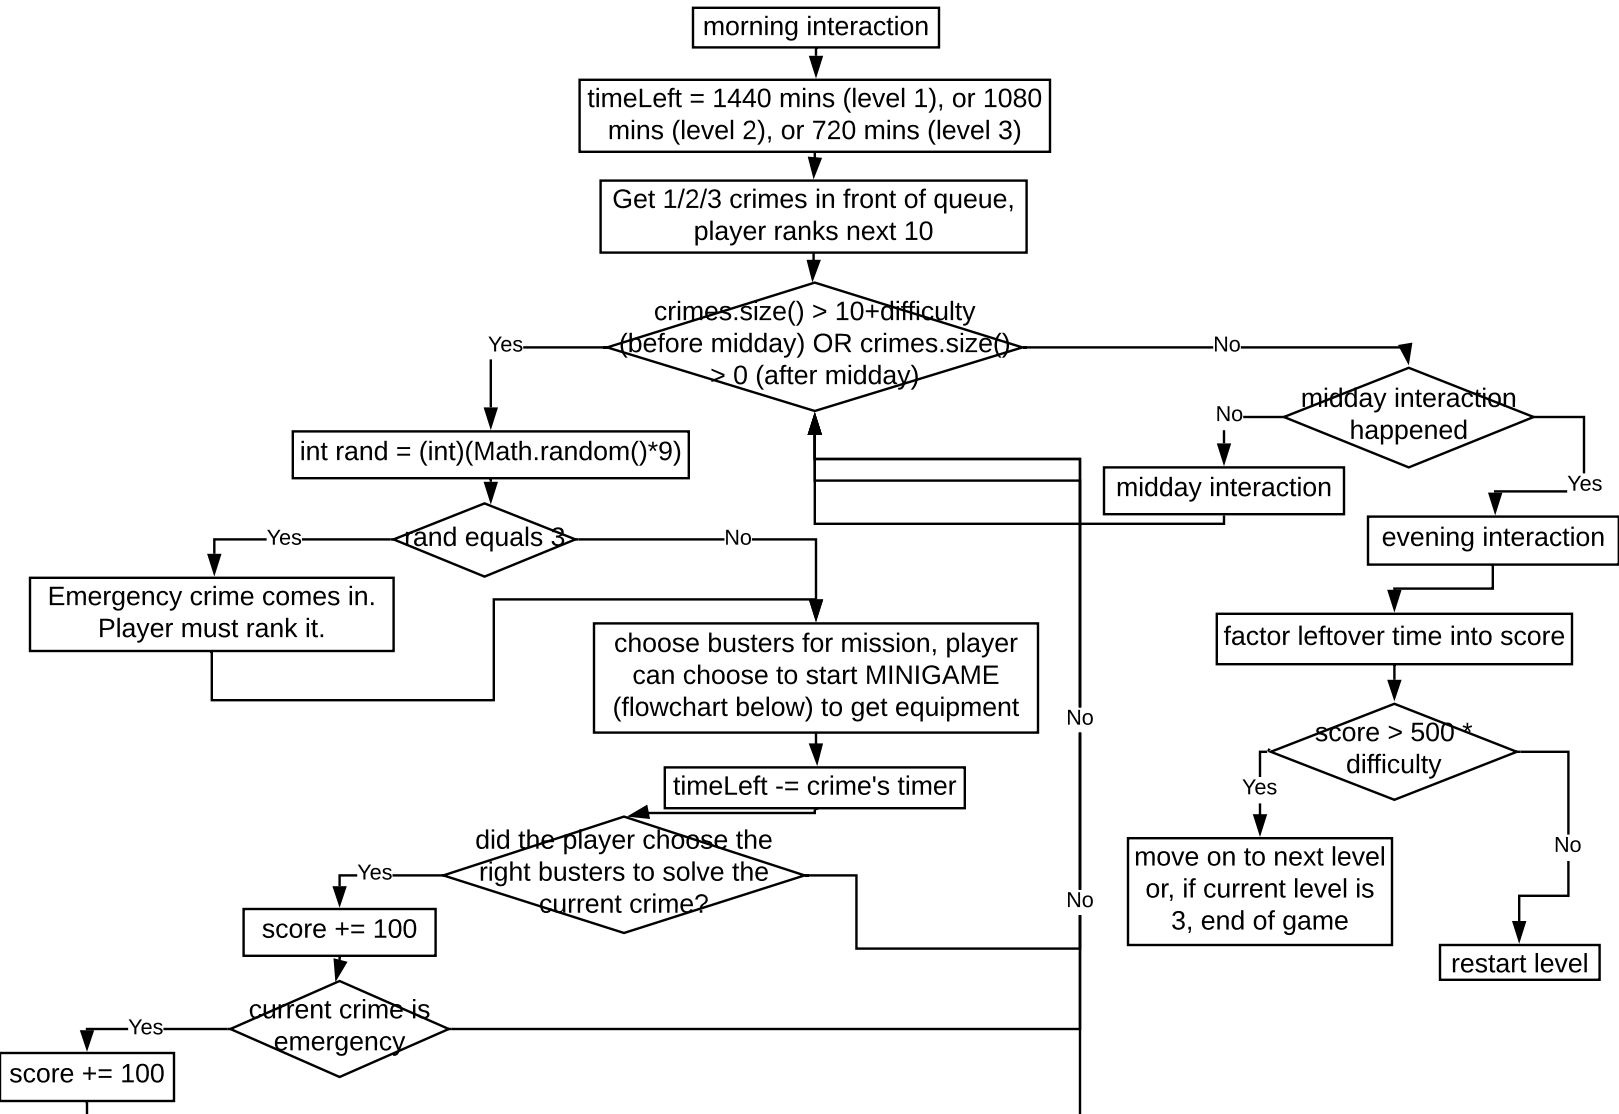 morning interaction
timeLeft = 1440 mins (level 1), or 1080
mins (level 2), or 720 mins (level 3)
Get 1/2/3 crimes in front of queue,
player ranks next 10
crimes.size() > 10+difficulty
(before midday) OR crimes.size()
> 0 (after midday)
Yes
No
midday interaction
happened
No
Yes
int rand = (int)(Math.random()*9)
midday interaction
rand equals 3
Yes
No
evening interaction
Emergency crime comes in.
Player must rank it.
choose busters for mission, player
can choose to start MINIGAME
(flowchart below) to get equipment
factor leftover time into score
No
score > 500 *
difficulty
Yes
No
timeLeft -= crime's timer
did the player choose the
right busters to solve the
current crime?
Yes
No
move on to next level
or, if current level is
3, end of game
score += 100
restart level
current crime is
emergency
Yes
score += 100